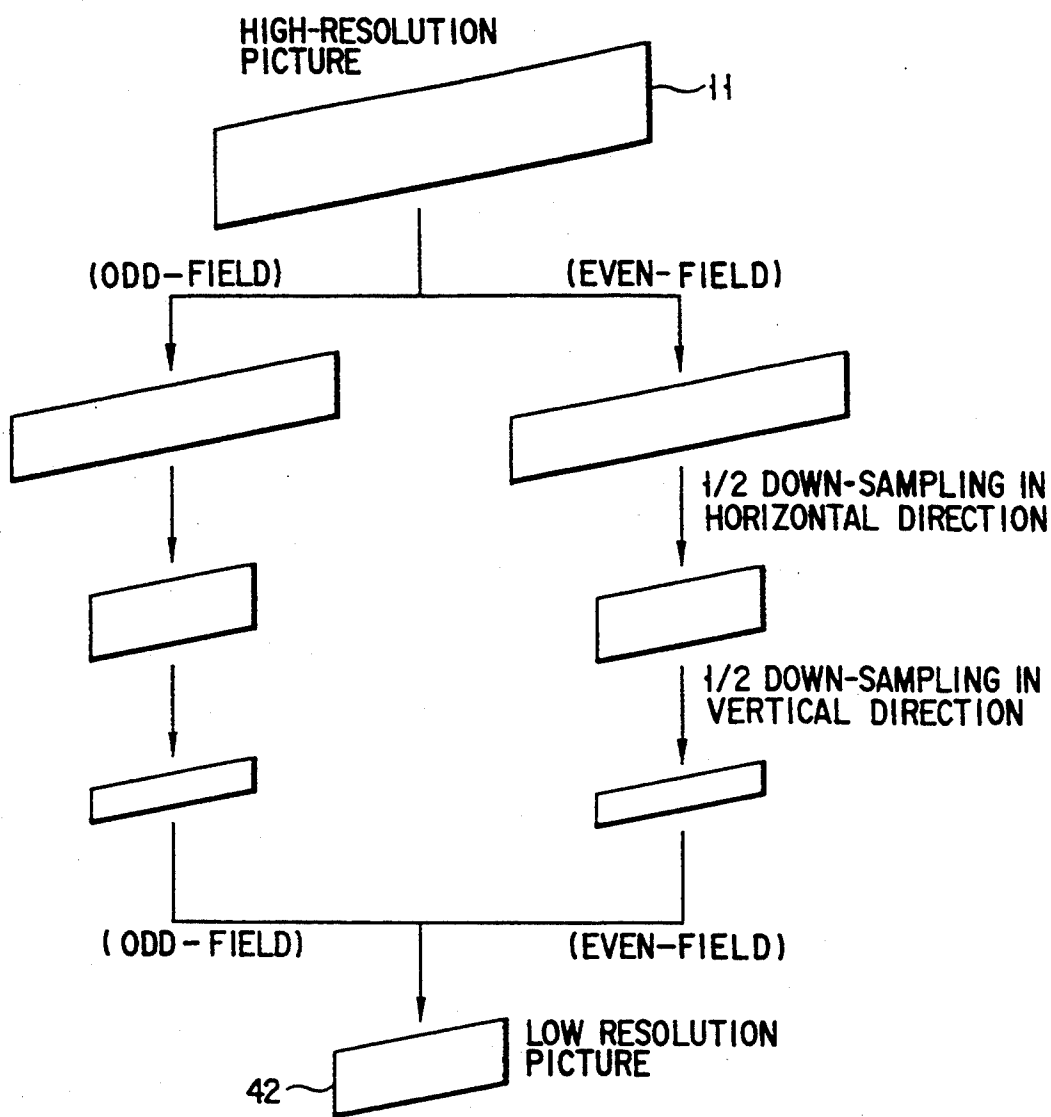 HIGH-RESOLUTION
PICTURE
11
(ODD-FIELD)
(EVEN-FIELD)
1/2 DOWN-SAMPLING IN
HORIZONTAL DIRECTION
1/2 DOWN-SAMPLING IN
VERTICAL DIRECTION
(ODD-FIELD)
(EVEN-FIELD)
LOW RESOLUTION
PICTURE
42